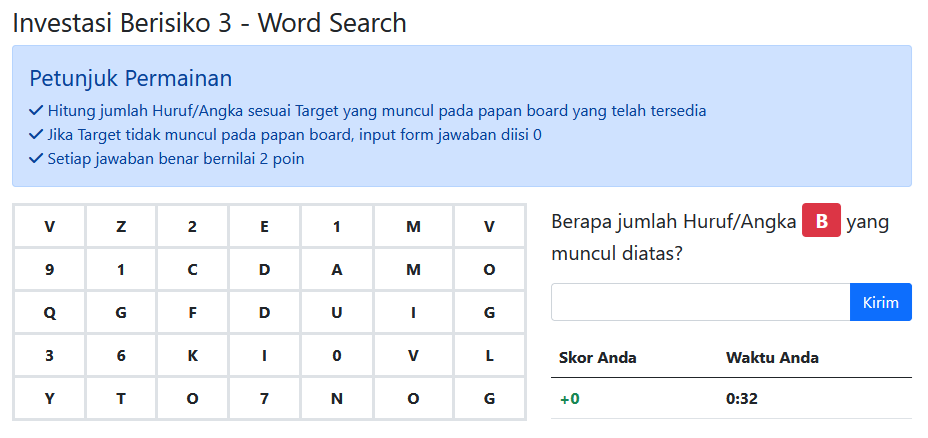 Investasi Berisiko 3 - Word Search
Petunjuk Permainan
Hitung jumlah Huruf/Angka sesuai Target yang muncul pada papan board yang telah tersedia
Jika Target tidak muncul pada papan board, input form jawaban diisi 0
Setiap jawaban benar bernilai 2 poin
V Z 2 E 1 M V
9 1 C D A M O
Q G F D U I G
3 6 K I 0 V L
Y T O 7 N O G
Berapa jumlah Huruf/Angka B yang
muncul diatas?
Kirim
Skor Anda Waktu Anda
+0 0:32